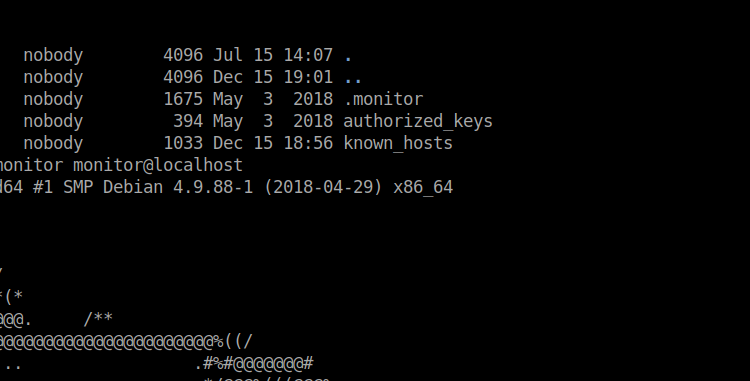 nobody 4096 Jul 15 14:07 .
nobody 4096 Dec 15 19:01 ..
nobody 1675 May 3 2018 .monitor
nobody 394 May 3 2018 authorized_keys
nobody 1033 Dec 15 18:56 known_hosts
monitor monitor@localhost
d64 #1 SMP Debian 4.9.88-1 (2018-04-29) x86_64
/
*(*
@@@. /**
@@@@@@@@@@@@@@@@@@@@@@%((/
.. .#%#@@@@@@@#